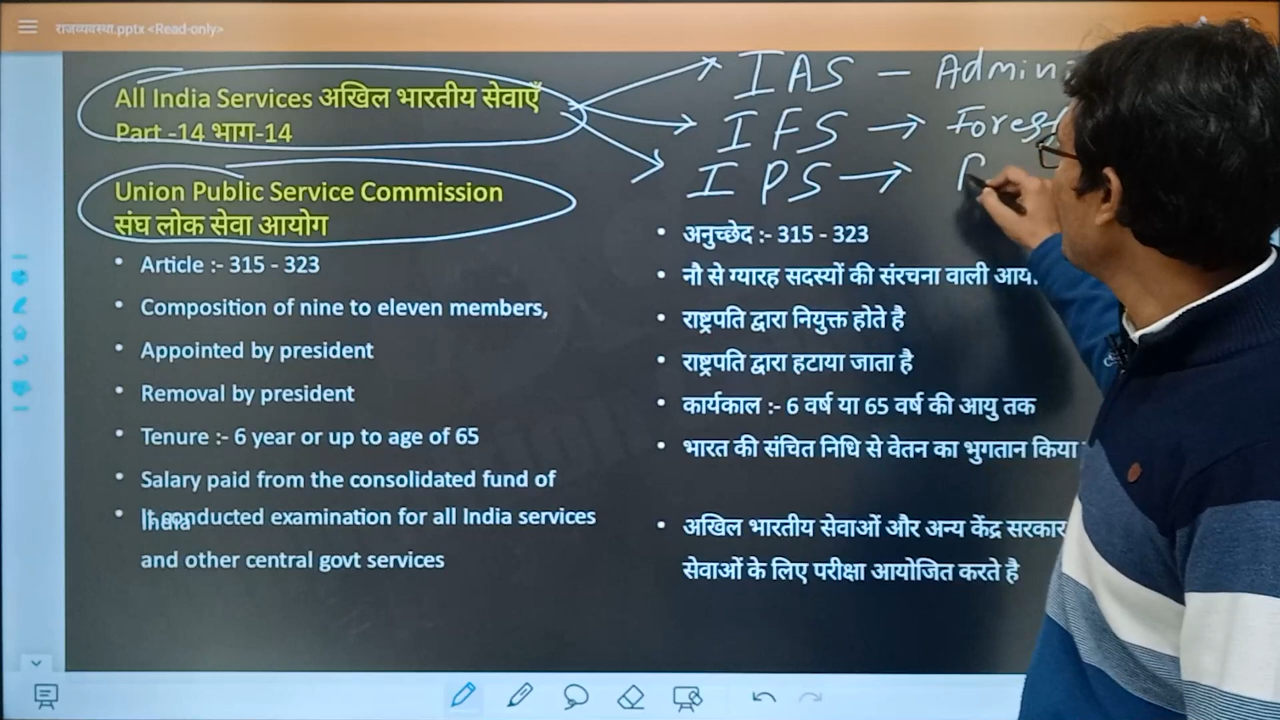 राजव्यवस्था.pptx <Read-only>
All India Services अखिल भारतीय सेवाएँ
Part -14 भाग-14
IAS — Admin
IFS → Forest
IPS → P
Union Public Service Commission
संघ लोक सेवा आयोग
• Article :- 315 - 323
• Composition of nine to eleven members,
• Appointed by president
• Removal by president
• Tenure :- 6 year or up to age of 65
• Salary paid from the consolidated fund of
India
• It conducted examination for all India services
and other central govt services
• अनुच्छेद :- 315 - 323
• नौ से ग्यारह सदस्यों की संरचना वाली
• राष्ट्रपति द्वारा नियुक्त होते है
• राष्ट्रपति द्वारा हटाया जाता है
• कार्यकाल :- 6 वर्ष या 65 वर्ष की आयु तक
• भारत की संचित निधि से वेतन का भुगतान किया
• अखिल भारतीय सेवाओं और अन्य केंद्र सरकार
सेवाओं के लिए परीक्षा आयोजित करते है